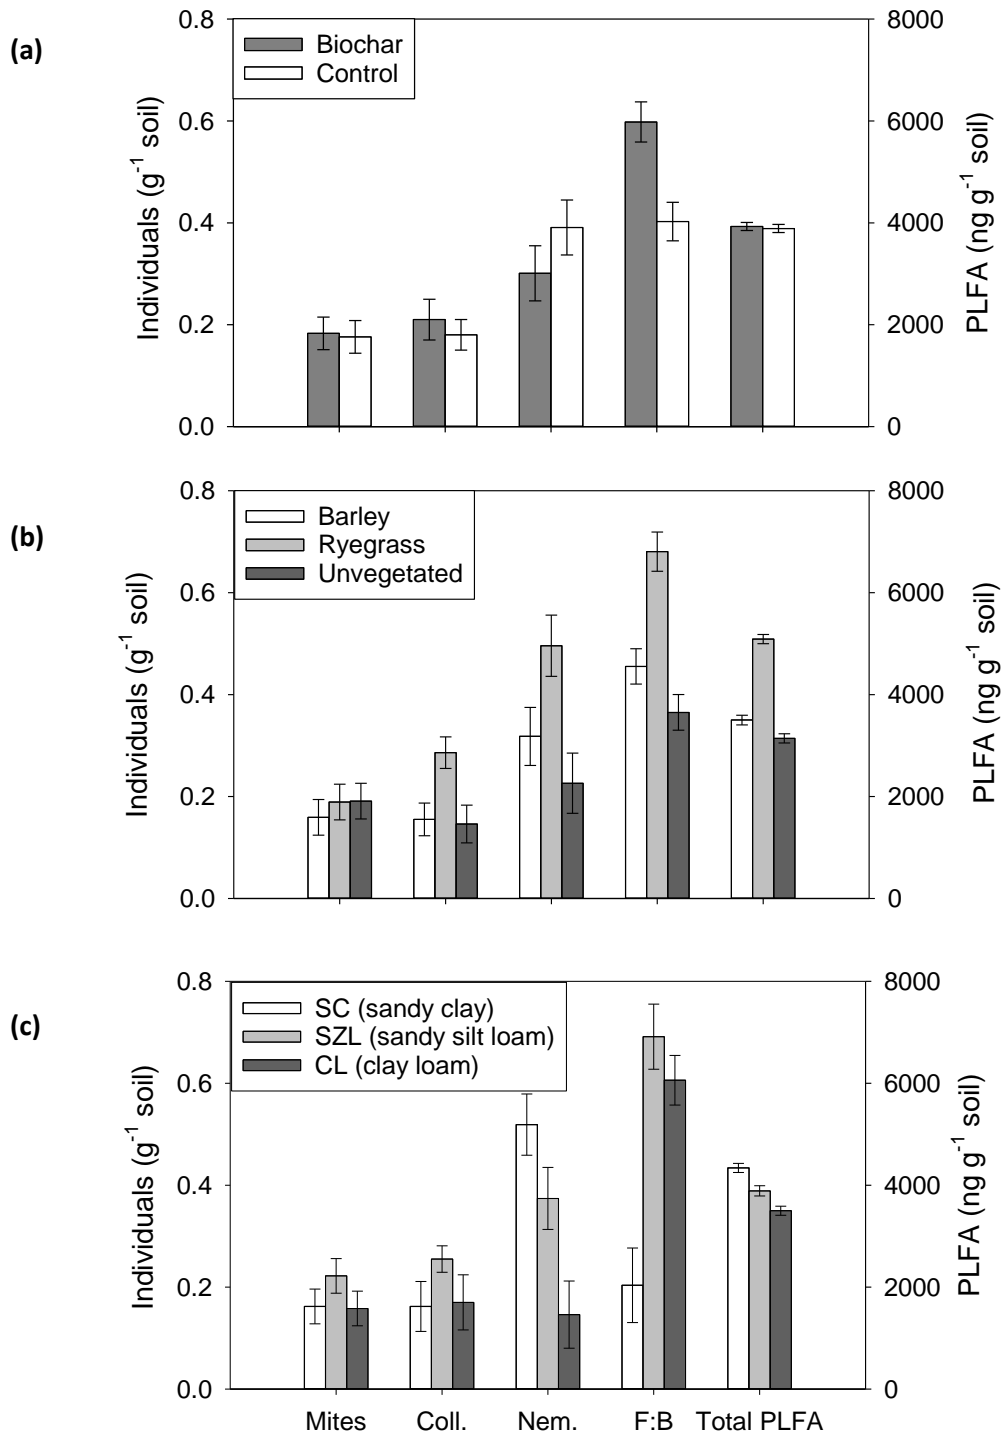 (a)
Biochar
Control
Individuals (g⁻¹ soil)
0.8
0.6
0.4
0.2
0.0
8000
6000
4000
2000
0
PLFA (ng g⁻¹ soil)
(b)
Barley
Ryegrass
Unvegetated
Individuals (g⁻¹ soil)
0.8
0.6
0.4
0.2
0.0
8000
6000
4000
2000
0
PLFA (ng g⁻¹ soil)
(c)
SC (sandy clay)
SZL (sandy silt loam)
CL (clay loam)
Individuals (g⁻¹ soil)
0.8
0.6
0.4
0.2
0.0
8000
6000
4000
2000
0
PLFA (ng g⁻¹ soil)
Mites Coll. Nem. F:B Total PLFA